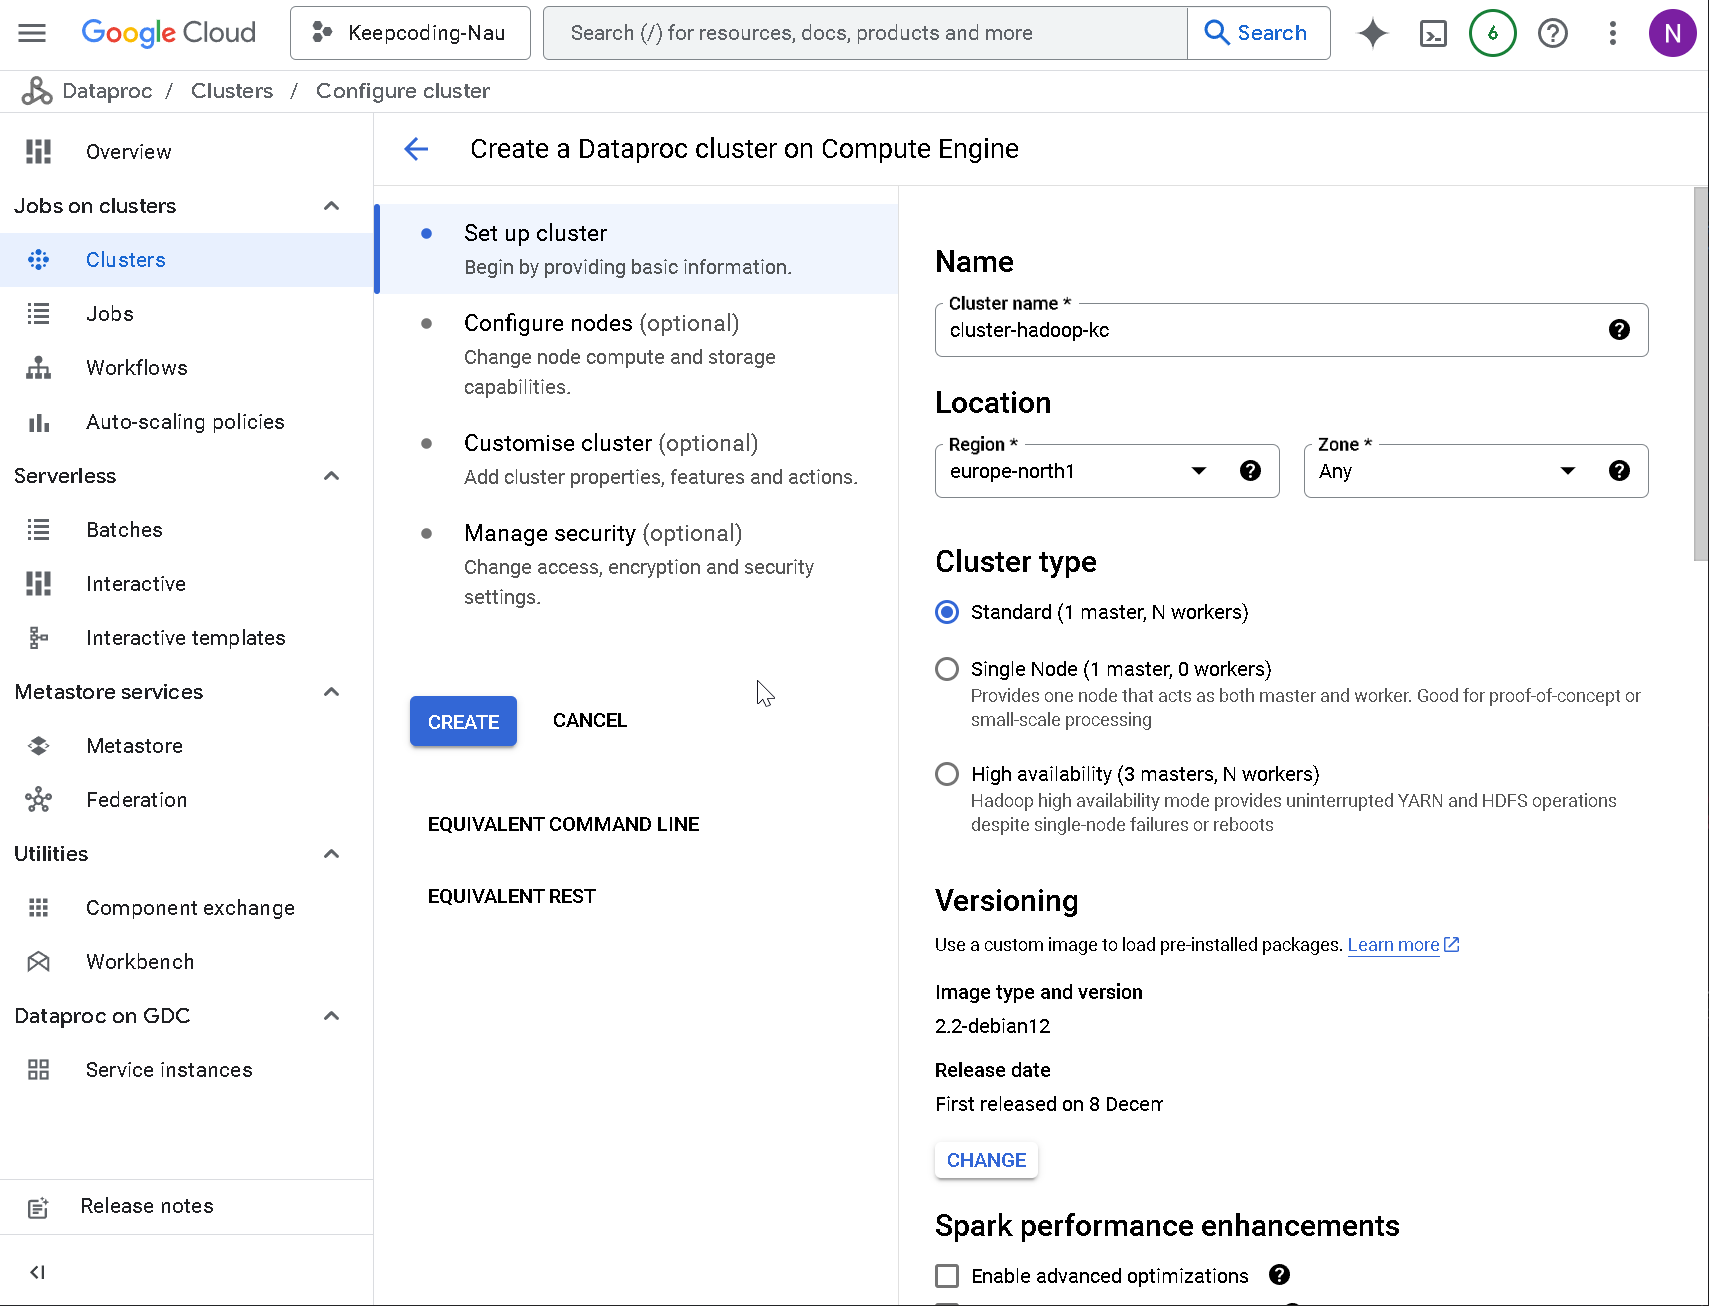 Google Cloud
Keepcoding-Nau
Search (/) for resources, docs, products and more
Search
6
N
Dataproc / Clusters / Configure cluster
Overview
Jobs on clusters
Clusters
Jobs
Workflows
Auto-scaling policies
Serverless
Batches
Interactive
Interactive templates
Metastore services
Metastore
Federation
Utilities
Component exchange
Workbench
Dataproc on GDC
Service instances
Release notes
Create a Dataproc cluster on Compute Engine
Set up cluster
Begin by providing basic information.
Configure nodes (optional)
Change node compute and storage
capabilities.
Customise cluster (optional)
Add cluster properties, features and actions.
Manage security (optional)
Change access, encryption and security
settings.
CREATE
CANCEL
EQUIVALENT COMMAND LINE
EQUIVALENT REST
Name
Cluster name *
cluster-hadoop-kc
Location
Region *
europe-north1
Zone *
Any
Cluster type
Standard (1 master, N workers)
Single Node (1 master, 0 workers)
Provides one node that acts as both master and worker. Good for proof-of-concept or
small-scale processing
High availability (3 masters, N workers)
Hadoop high availability mode provides uninterrupted YARN and HDFS operations
despite single-node failures or reboots
Versioning
Use a custom image to load pre-installed packages. Learn more
Image type and version
2.2-debian12
Release date
First released on 8 Decem
CHANGE
Spark performance enhancements
Enable advanced optimizations